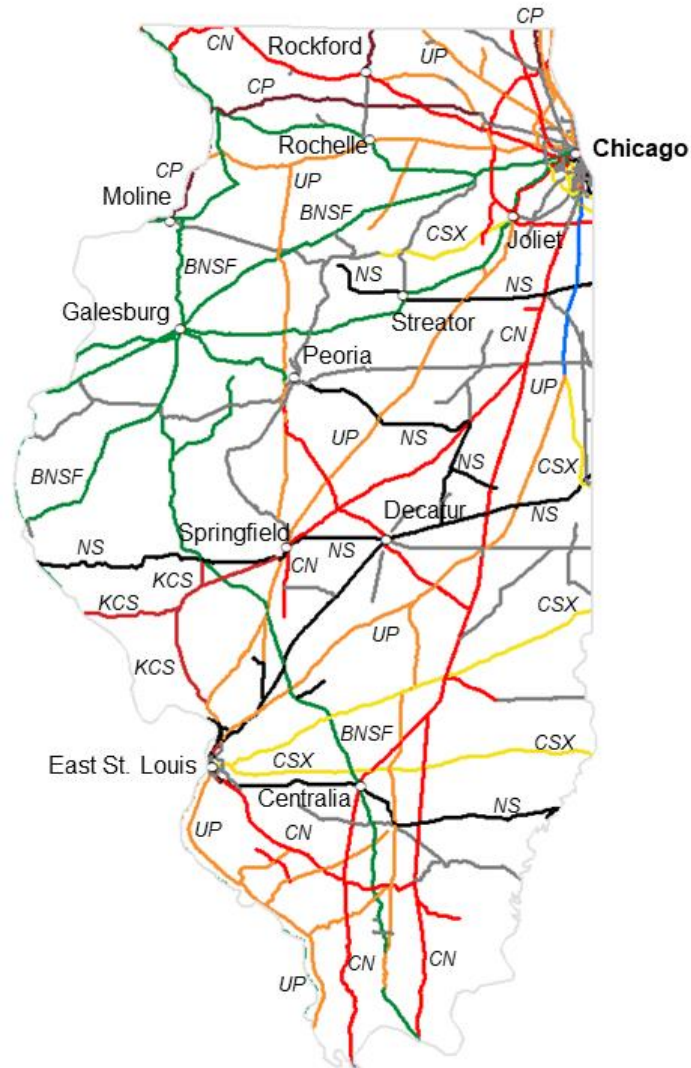 CP
CN
Rockford
UP
CP
Rochelle
Chicago
CP
UP
Moline
BNSF
CSX
Joliet
BNSF
NS
NS
Galesburg
Streator
CN
Peoria
UP
UP
NS
NS
CSX
BNSF
Decatur
NS
Springfield
NS
NS
CN
KCS
KCS
CSX
UP
KCS
BNSF
CSX
East St. Louis
CSX
Centralia
NS
UP
CN
CN
CN
UP